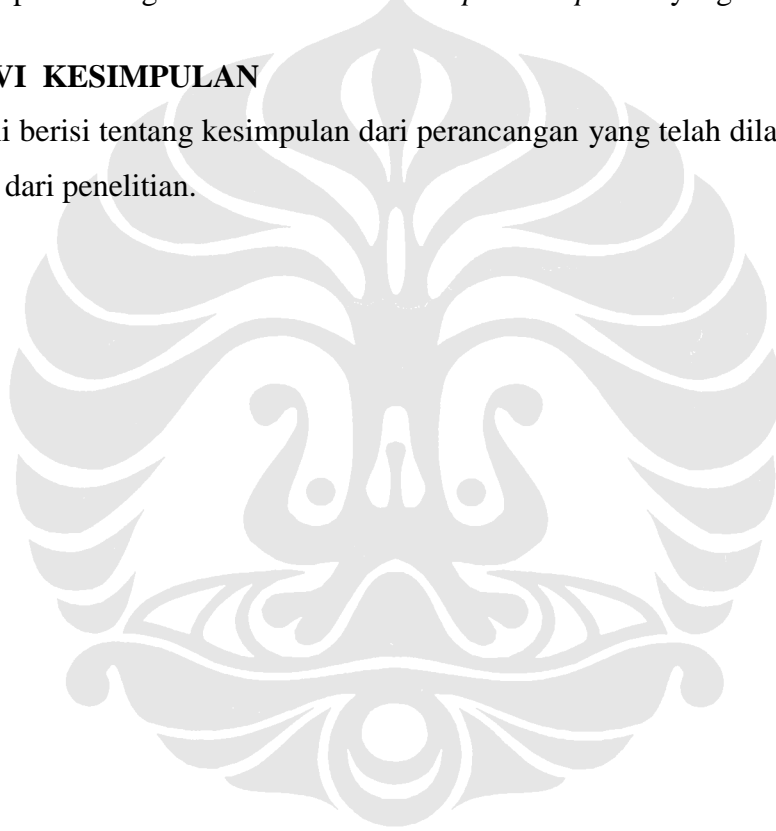 VI KESIMPULAN
i berisi tentang kesimpulan dari perancangan yang telah dila
dari penelitian.